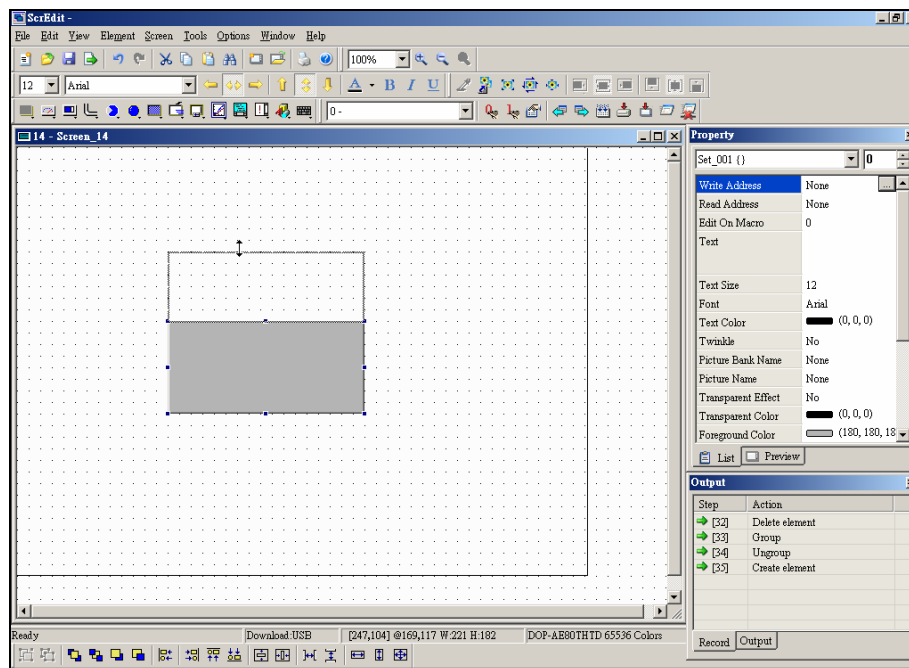 ScrEdit -
File Edit View Element Screen Tools Options Window Help
100%
12 Arial A B I U
0 -
14 - Screen_14
Property
Set_001 {} 0
Write Address None ...
Read Address None
Edit On Macro 0
Text
Text Size 12
Font Arial
Text Color (0, 0, 0)
Twinkle No
Picture Bank Name None
Picture Name None
Transparent Effect No
Transparent Color (0, 0, 0)
Foreground Color (180, 180, 18
List Preview
Output
Step Action
[32] Delete element
[33] Group
[34] Ungroup
[35] Create element
Record Output
Ready Download:USB [247,104] @169,117 W:221 H:182 DOP-AE80THTD 65536 Colors